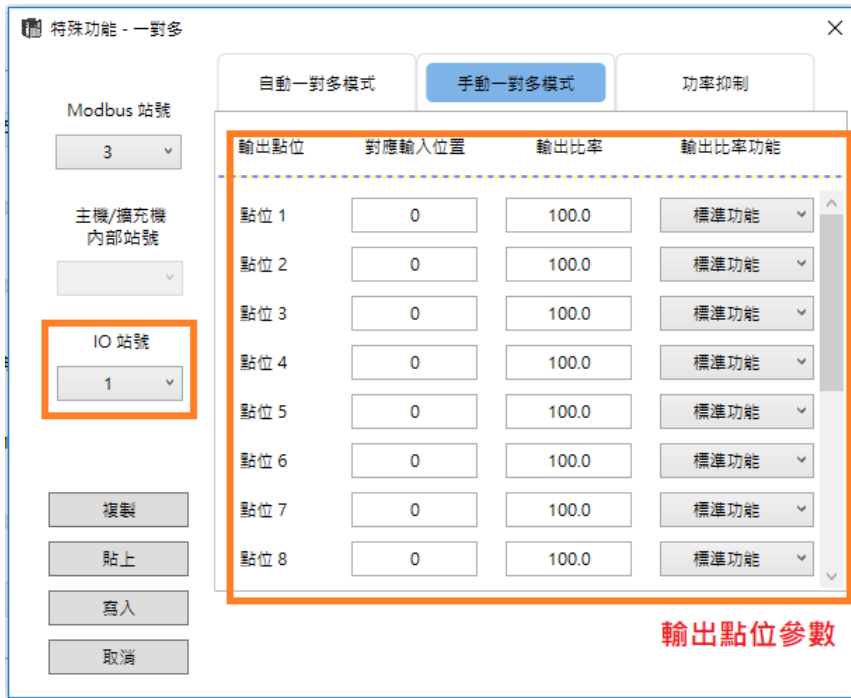 特殊功能 - 一對多
自動一對多模式 手動一對多模式 功率抑制
Modbus 站號
3
主機/擴充機
內部站號
IO 站號
1
複製
貼上
寫入
取消
輸出點位 對應輸入位置 輸出比率 輸出比率功能
點位 1 0 100.0 標準功能
點位 2 0 100.0 標準功能
點位 3 0 100.0 標準功能
點位 4 0 100.0 標準功能
點位 5 0 100.0 標準功能
點位 6 0 100.0 標準功能
點位 7 0 100.0 標準功能
點位 8 0 100.0 標準功能
輸出點位參數